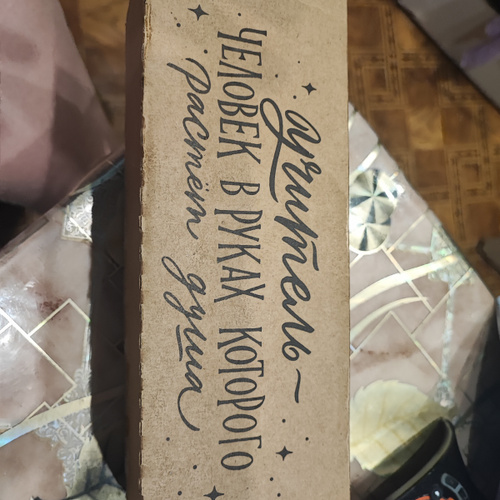 учитель –
ЧЕЛОВЕК В РУКАХ КОТОРОГО
растёт душа